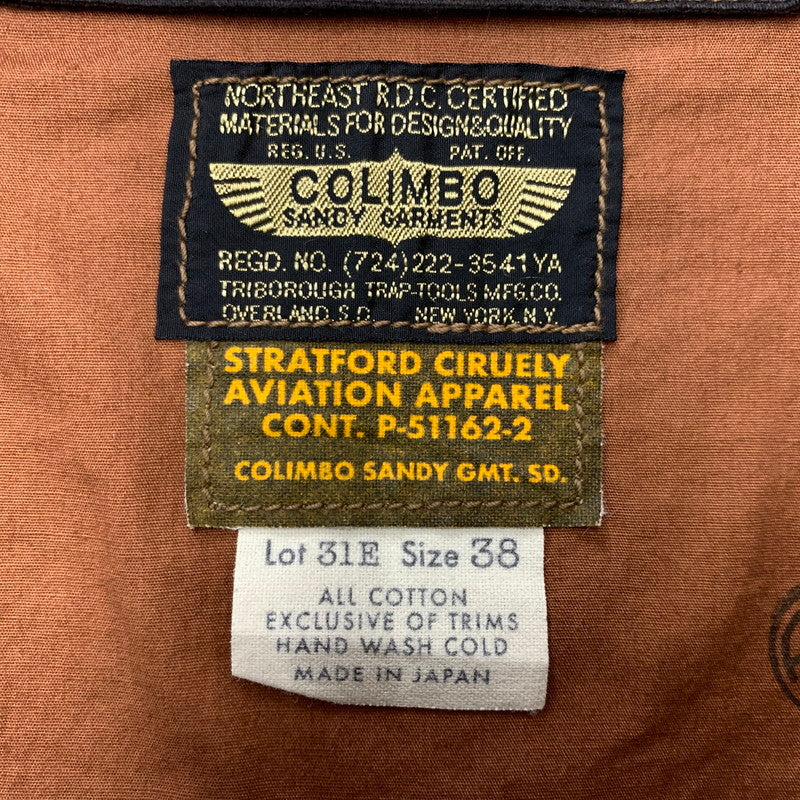 NORTHEAST R.D.C. CERTIFIED
MATERIALS FOR DESIGN&QUALITY
REG. U.S. PAT. OFF.
COLIMBO
SANDY GARMENTS
REGD. NO. (724)222-3541YA
TRIBOROUGH TRAP-TOOLS MFG.CO.
OVERLAND, S.D. NEW YORK, N.Y.
STRATFORD CIRUELY
AVIATION APPAREL
CONT. P-51162-2
COLIMBO SANDY GMT. SD.
Lot 31E Size 38
ALL COTTON
EXCLUSIVE OF TRIMS
HAND WASH COLD
MADE IN JAPAN